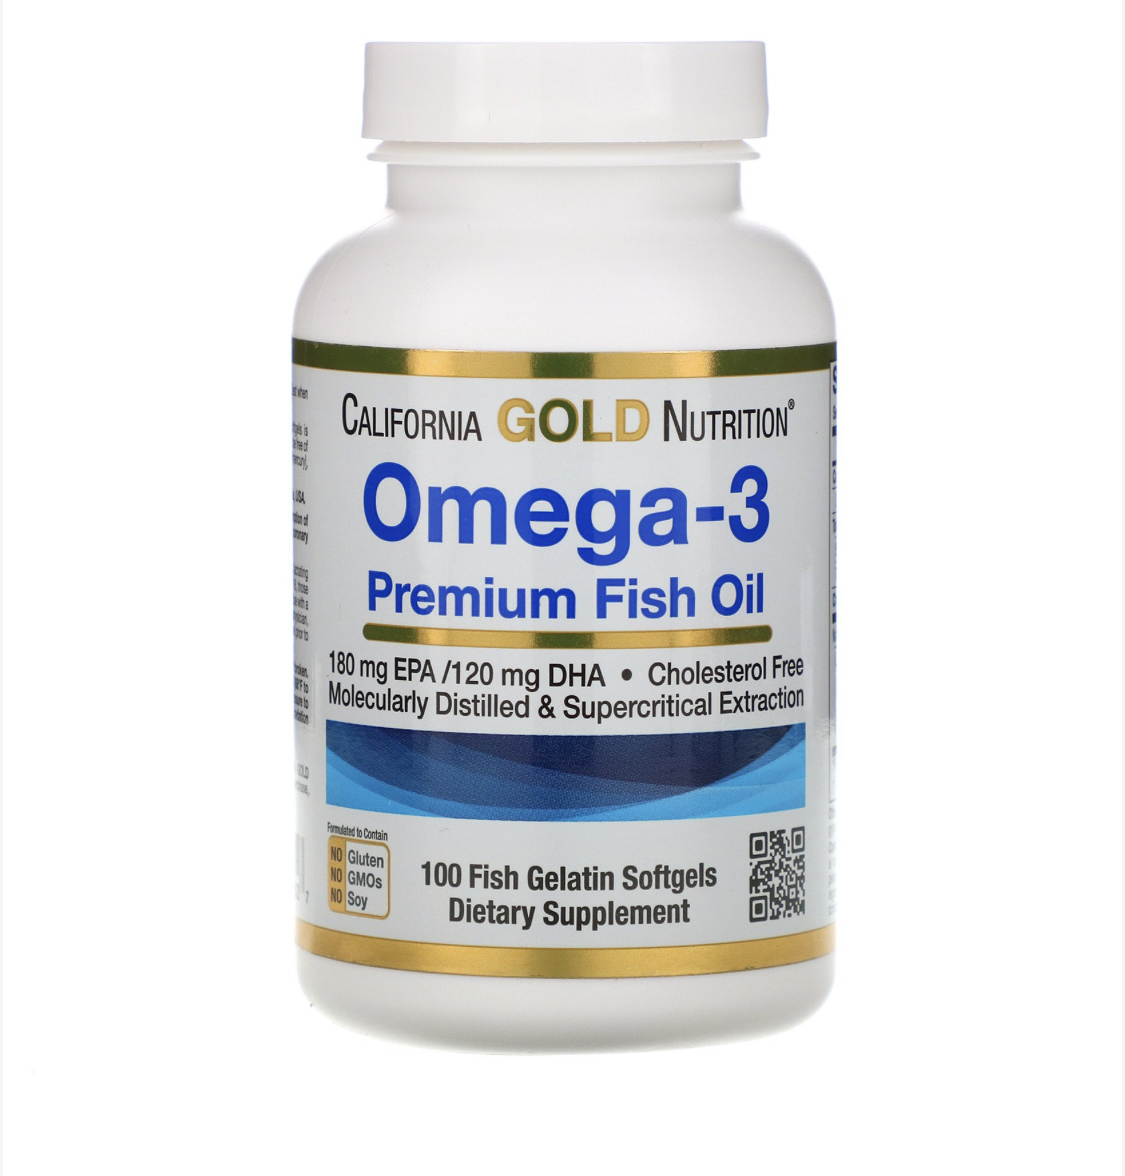 CALIFORNIA GOLD NUTRITION®
Omega-3
Premium Fish Oil
180 mg EPA /120 mg DHA • Cholesterol Free
Molecularly Distilled & Supercritical Extraction
Formulated to Contain
NO Gluten
NO GMOs
NO Soy
100 Fish Gelatin Softgels
Dietary Supplement